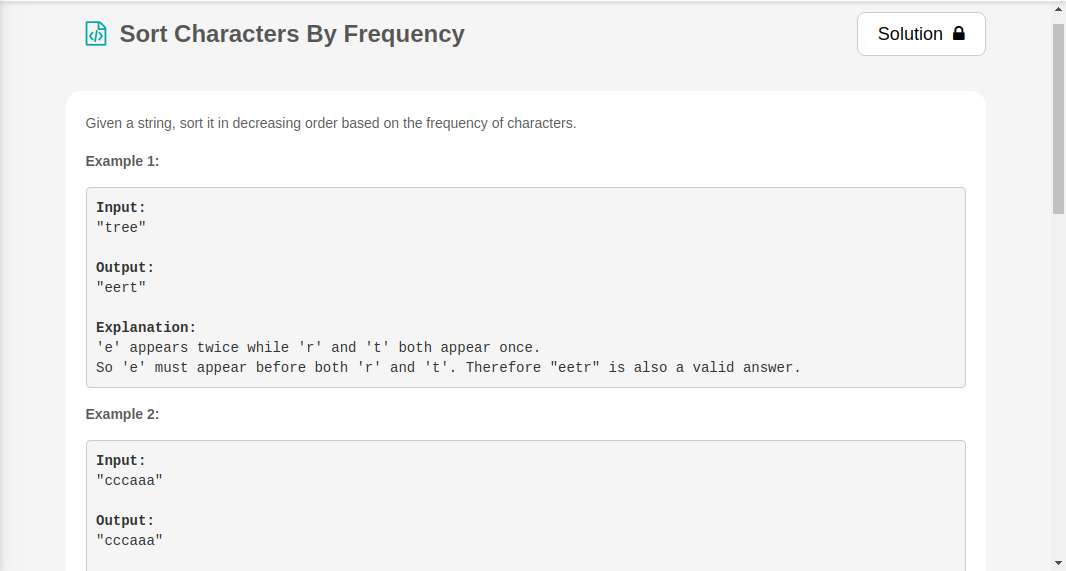 Sort Characters By Frequency
Solution
Given a string, sort it in decreasing order based on the frequency of characters.
Example 1:
Input:
"tree"
Output:
"eert"
Explanation:
'e' appears twice while 'r' and 't' both appear once.
So 'e' must appear before both 'r' and 't'. Therefore "eetr" is also a valid answer.
Example 2:
Input:
"cccaaa"
Output:
"cccaaa"